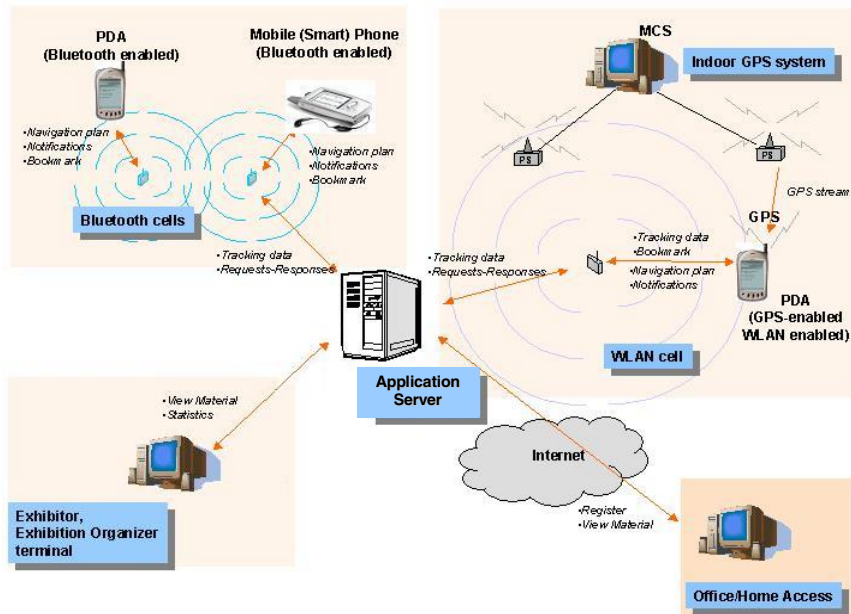 PDA
(Bluetooth enabled)
Mobile (Smart) Phone
(Bluetooth enabled)
•Navigation plan
•Notifications
•Bookmark
•Navigation plan
•Notifications
•Bookmark
Bluetooth cells
•Tracking data
•Requests-Responses
MCS
Indoor GPS system
PS
PS
GPS stream
GPS
•Tracking data
•Bookmark
•Navigation plan
•Notifications
•Tracking data
•Requests-Responses
PDA
(GPS-enabled
WLAN enabled)
WLAN cell
Application
Server
•View Material
•Statistics
Exhibitor,
Exhibition Organizer
terminal
Internet
•Register
•View Material
Office/Home Access